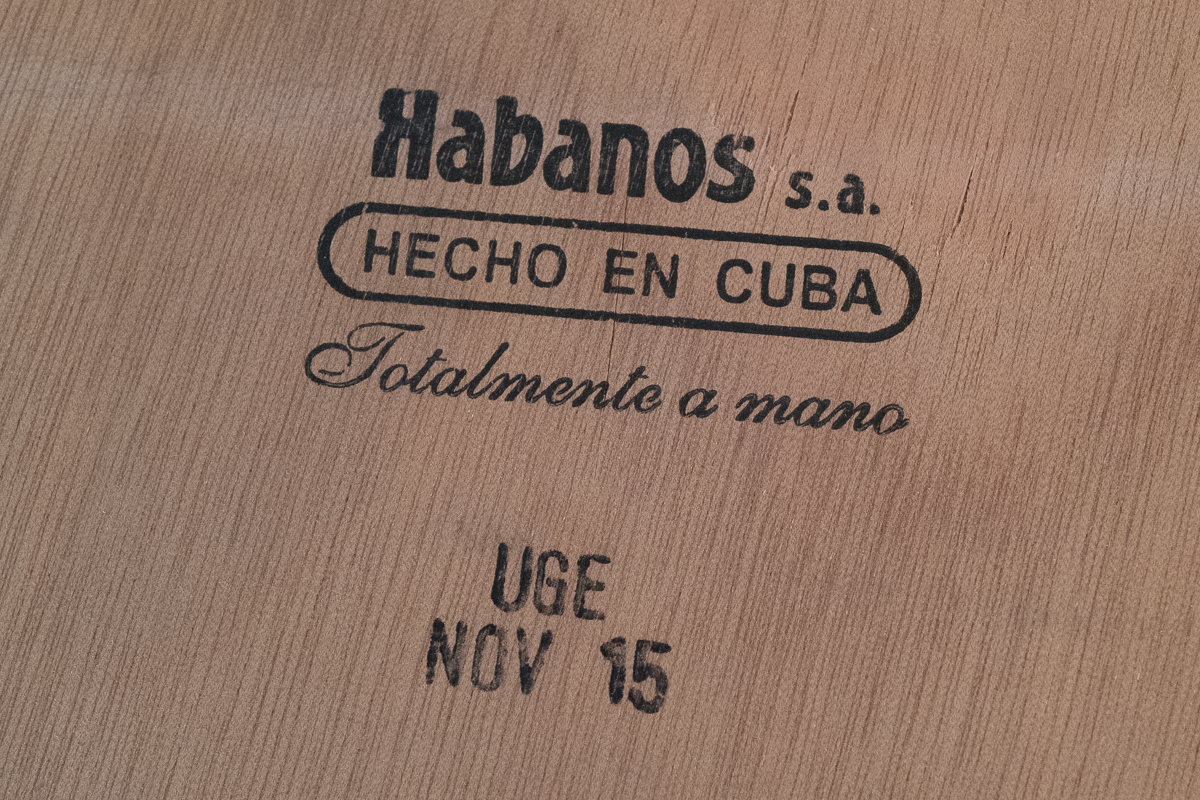 Habanos s.a.
HECHO EN CUBA
Totalmente a mano
UGE
NOV 15